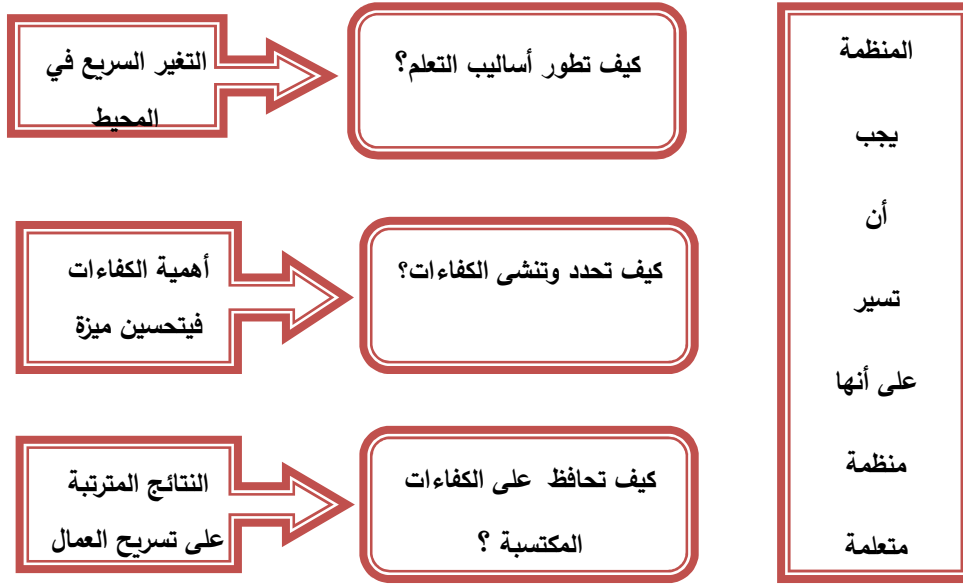 التغير السريع في
المحيط
كيف تطور أساليب التعلم؟
أهمية الكفاءات
فيتحسين ميزة
كيف تحدد وتنشى الكفاءات؟
النتائج المترتبة
على تسريح العمال
كيف تحافظ على الكفاءات
المكتسبة ؟
المنظمة
يجب
أن
تسير
على أنها
منظمة
متعلمة